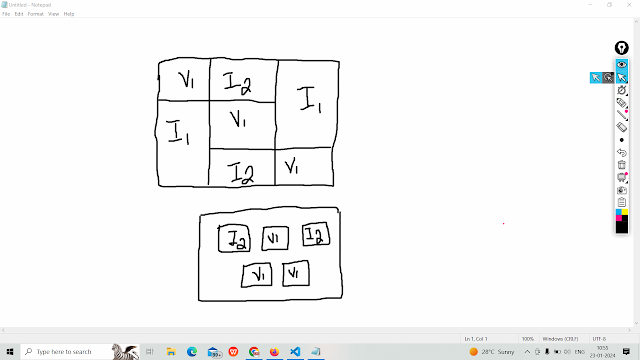 Untitled - Notepad
File Edit Format View Help
V1 I2 I1
I1 V1
I2 V1
I2 V1 I2
V1 V1
Ln 1, Col 1 100% Windows (CRLF) UTF-8
Type here to search
99+
28°C Sunny
ENG
10:55
23-01-2024